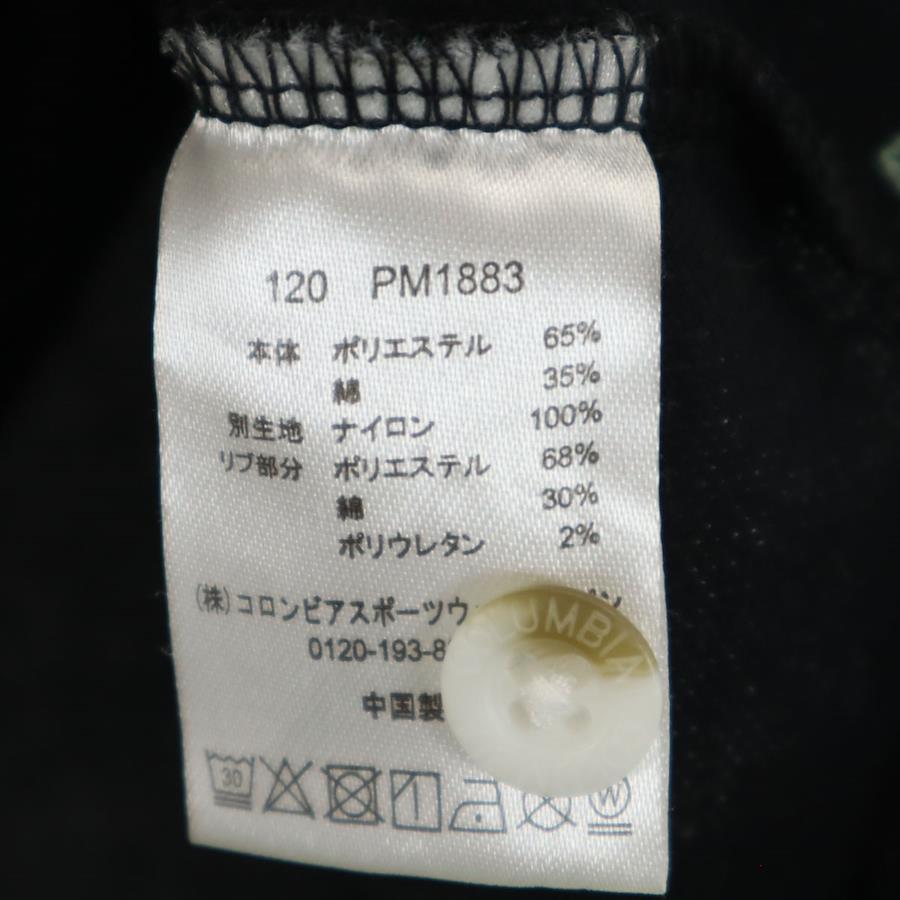 120 PM1883
本体 ポリエステル 65%
綿 35%
別生地 ナイロン 100%
リブ部分 ポリエステル 68%
綿 30%
ポリウレタン 2%
(株)コロンビアスポーツウ
0120-193-8
中国製
COLUMBIA
30
W